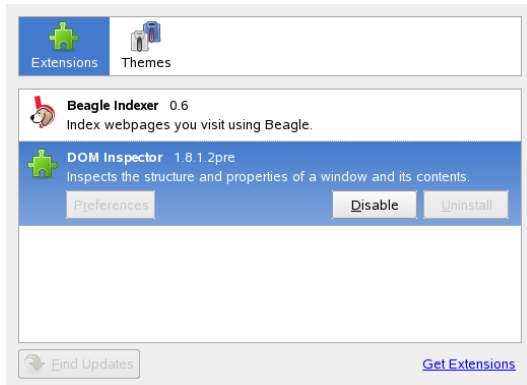 Extensions Themes
Beagle Indexer 0.6
Index webpages you visit using Beagle.
DOM Inspector 1.8.1.2pre
Inspects the structure and properties of a window and its contents.
Preferences Disable Uninstall
Find Updates Get Extensions